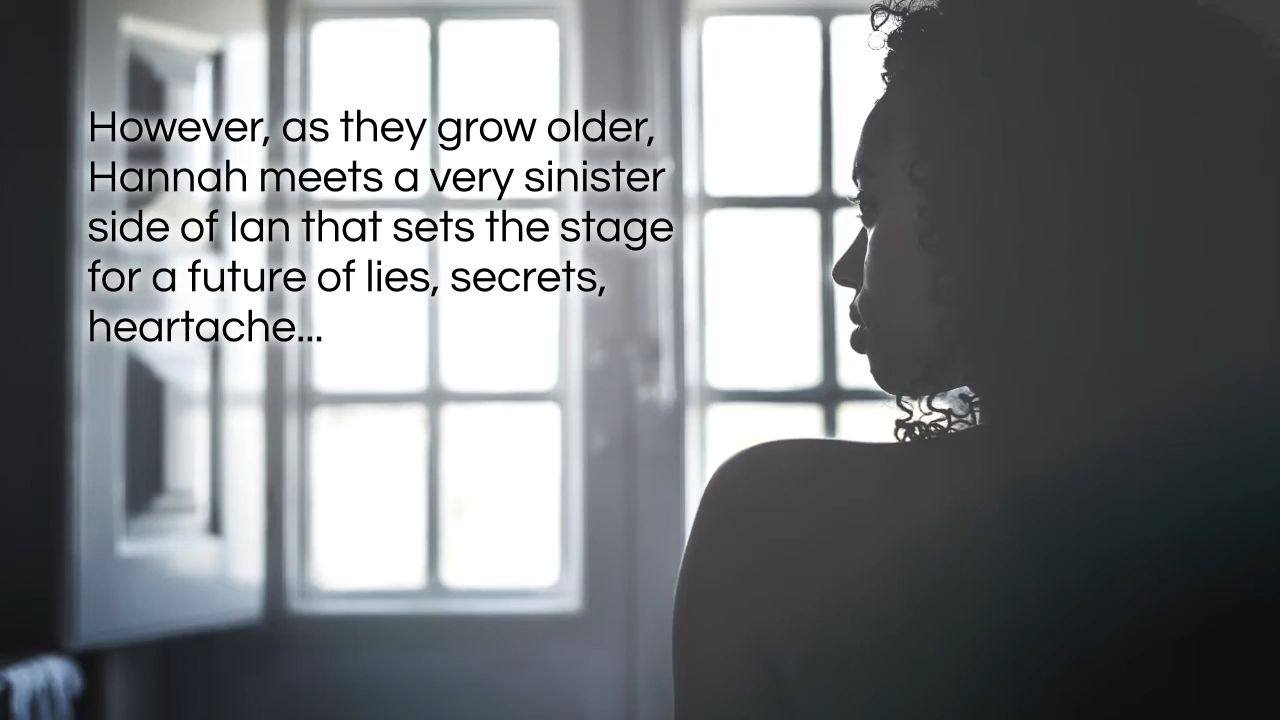 However, as they grow older,
Hannah meets a very sinister
side of Ian that sets the stage
for a future of lies, secrets,
heartache...